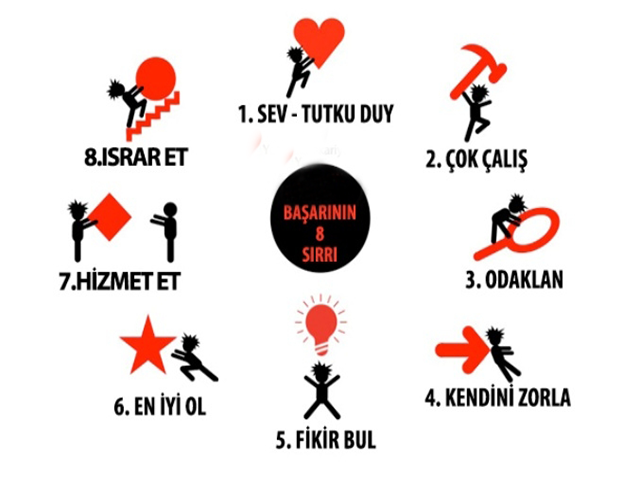 BAŞARININ
8
SIRRI
1. SEV - TUTKU DUY
2. ÇOK ÇALIŞ
3. ODAKLAN
4. KENDİNİ ZORLA
5. FİKİR BUL
6. EN İYİ OL
7.HİZMET ET
8.ISRAR ET